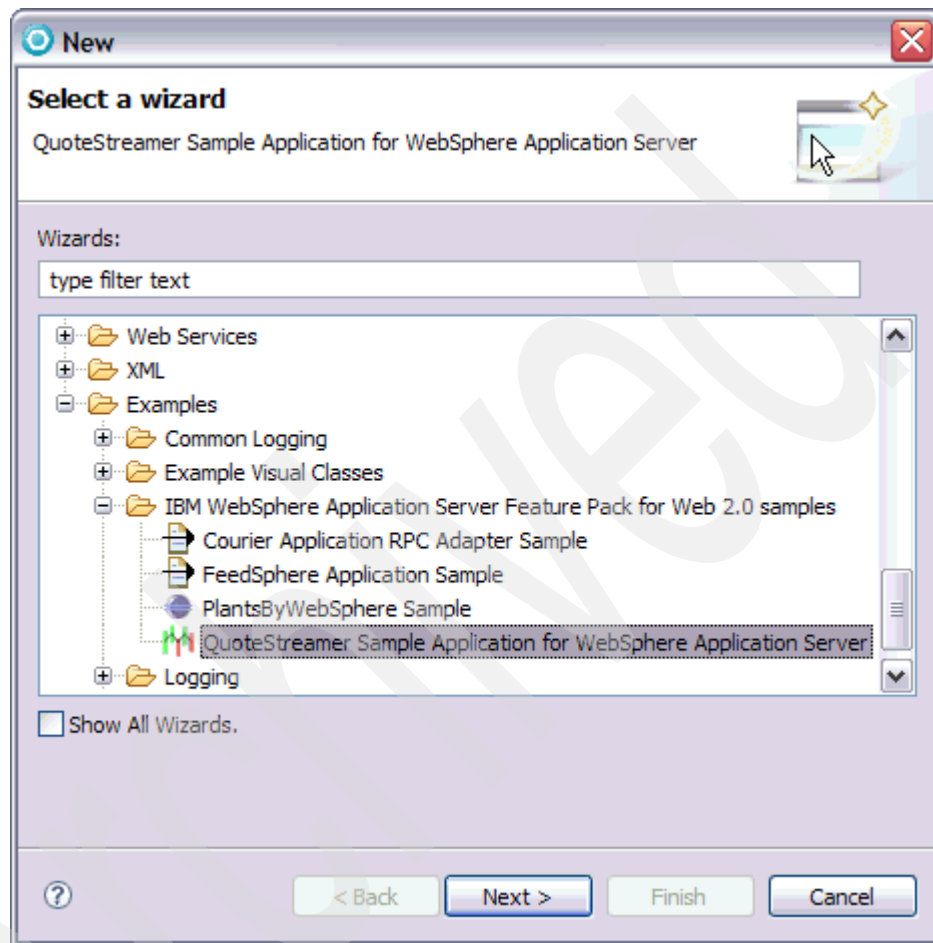 New
Select a wizard
QuoteStreamer Sample Application for WebSphere Application Server
Wizards:
type filter text
Web Services
XML
Examples
Common Logging
Example Visual Classes
IBM WebSphere Application Server Feature Pack for Web 2.0 samples
Courier Application RPC Adapter Sample
FeedSphere Application Sample
PlantsByWebSphere Sample
QuoteStreamer Sample Application for WebSphere Application Server
Logging
Show All Wizards.
< Back Next > Finish Cancel